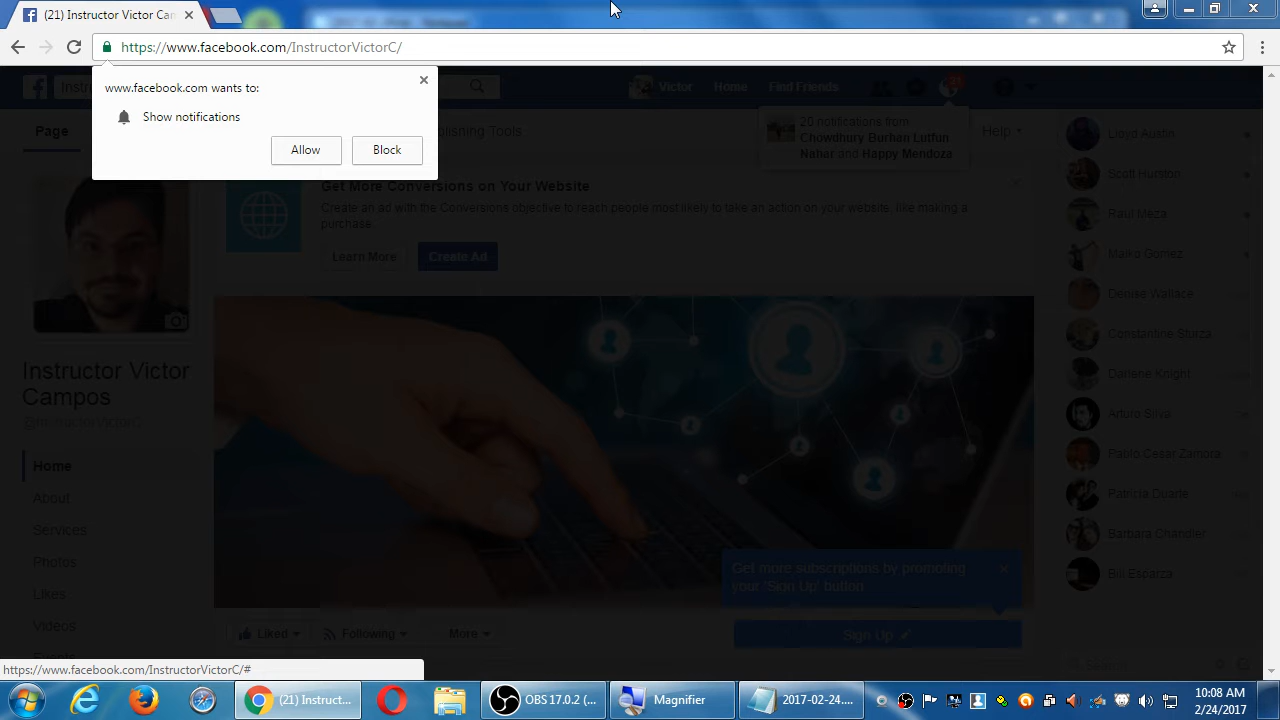 (21) Instructor Victor Can
https://www.facebook.com/InstructorVictorC/
www.facebook.com wants to:
Show notifications
Allow
Block
Victor
Home
Find Friends
21
Page
Publishing Tools
Help
20 notifications from
Chowdhury Burhan Lutfun
Nahar and Happy Mendoza
Get More Conversions on Your Website
Create an ad with the Conversions objective to reach people most likely to take an action on your website, like making a
purchase.
Learn More
Create Ad
Instructor Victor
Campos
@InstructorVictorC
Home
About
Services
Photos
Likes
Videos
Events
Get more subscriptions by promoting
your 'Sign Up' button
Liked
Following
More
Sign Up
Lloyd Austin
Scott Hurston
Raul Meza
Maiko Gomez
Denise Wallace
Constantine Sturza
Darlene Knight
Arturo Silva
Pablo Cesar Zamora
Patricia Duarte
Barbara Chandler
Bill Esparza
Search
https://www.facebook.com/InstructorVictorC/#
(21) Instruct...
OBS 17.0.2 (...
Magnifier
2017-02-24....
10:08 AM
2/24/2017